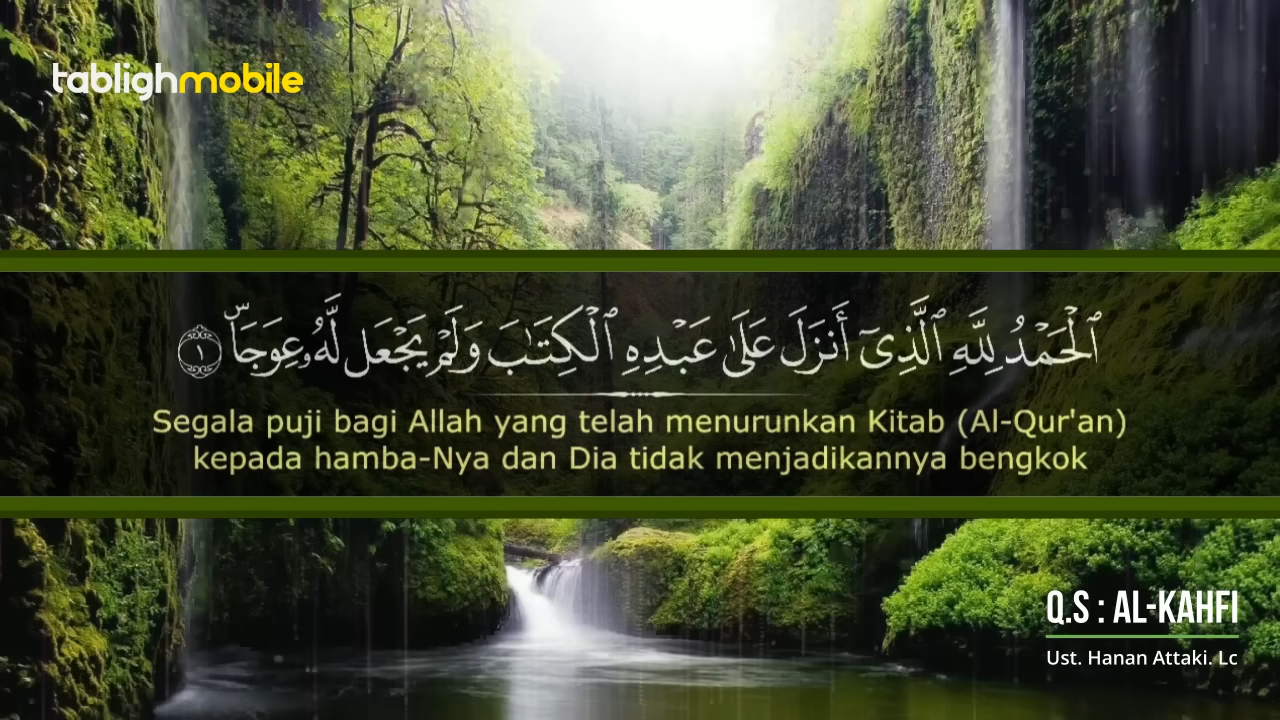 tablighmobile
ٱلْحَمْدُ لِلَّهِ ٱلَّذِىٓ أَنزَلَ عَلَىٰ عَبْدِهِ ٱلْكِتَٰبَ وَلَمْ يَجْعَل لَّهُۥ عِوَجَاۜ ١
Segala puji bagi Allah yang telah menurunkan Kitab (Al-Qur'an)
kepada hamba-Nya dan Dia tidak menjadikannya bengkok
Q.S : AL-KAHFI
Ust. Hanan Attaki. Lc